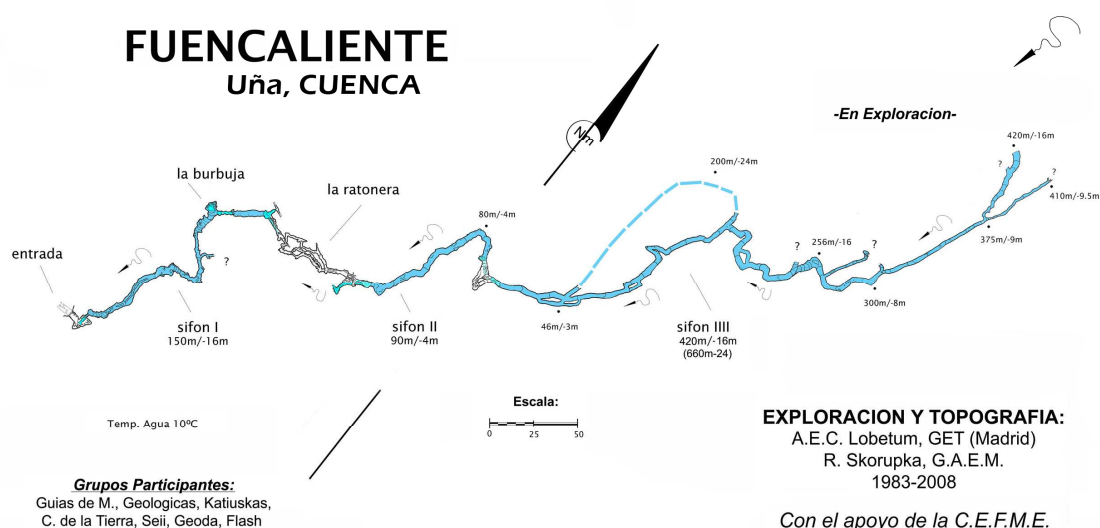 FUENCALIENTE
Uña, CUENCA
Nm
-En Exploracion-
420m/-16m
?
?
410m/-9.5m
375m/-9m
200m/-24m
la burbuja
la ratonera
80m/-4m
256m/-16
?
?
entrada
?
300m/-8m
sifon I
150m/-16m
sifon II
90m/-4m
46m/-3m
sifon IIII
420m/-16m
(660m-24)
Escala:
0 25 50
Temp. Agua 10ºC
Grupos Participantes:
Guias de M., Geologicas, Katiuskas,
C. de la Tierra, Seii, Geoda, Flash
EXPLORACION Y TOPOGRAFIA:
A.E.C. Lobetum, GET (Madrid)
R. Skorupka, G.A.E.M.
1983-2008
Con el apoyo de la C.E.F.M.E.